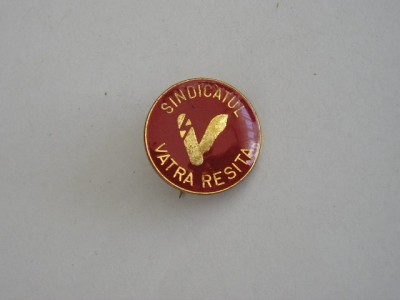 SINDICATUL
V
VATRA RESITA